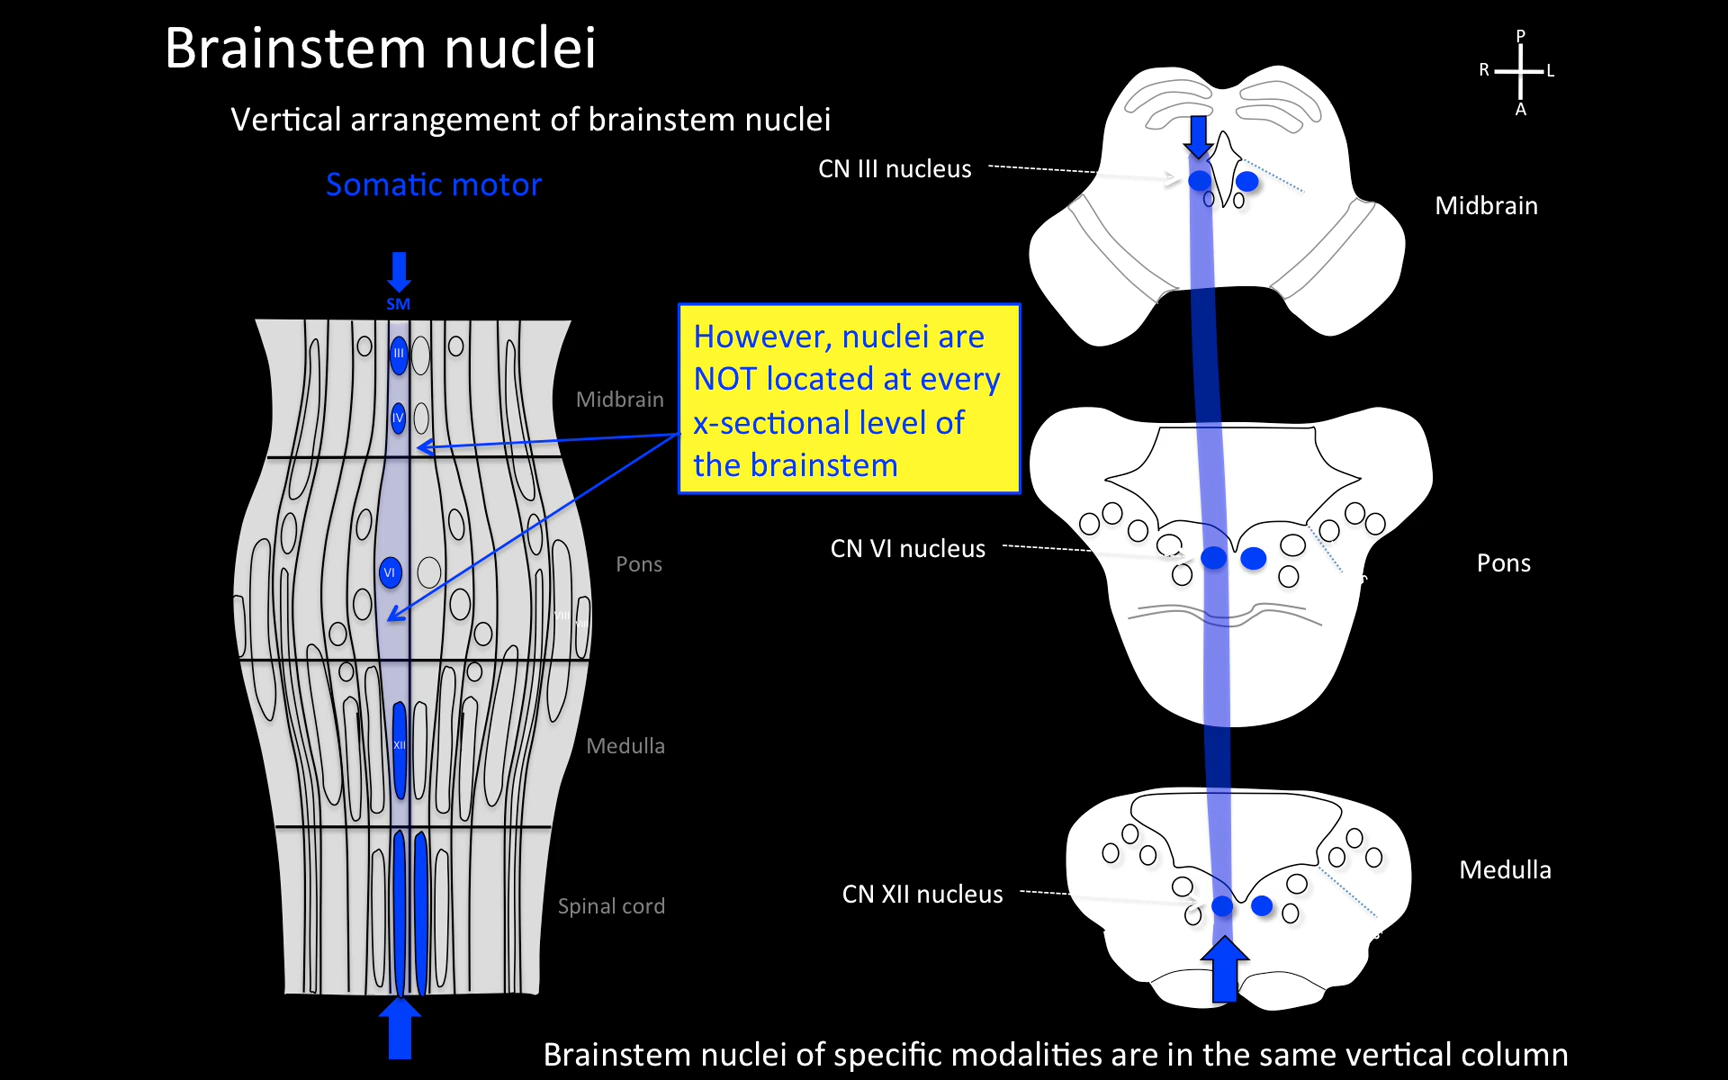 Brainstem nuclei
Vertical arrangement of brainstem nuclei
Somatic motor
SM
III
IV
VI
VIII
VIII
XII
Midbrain
Pons
Medulla
Spinal cord
However, nuclei are
NOT located at every
x-sectional level of
the brainstem
P
R L
A
CN III nucleus
Midbrain
CN VI nucleus
Pons
CN XII nucleus
Medulla
Brainstem nuclei of specific modalities are in the same vertical column